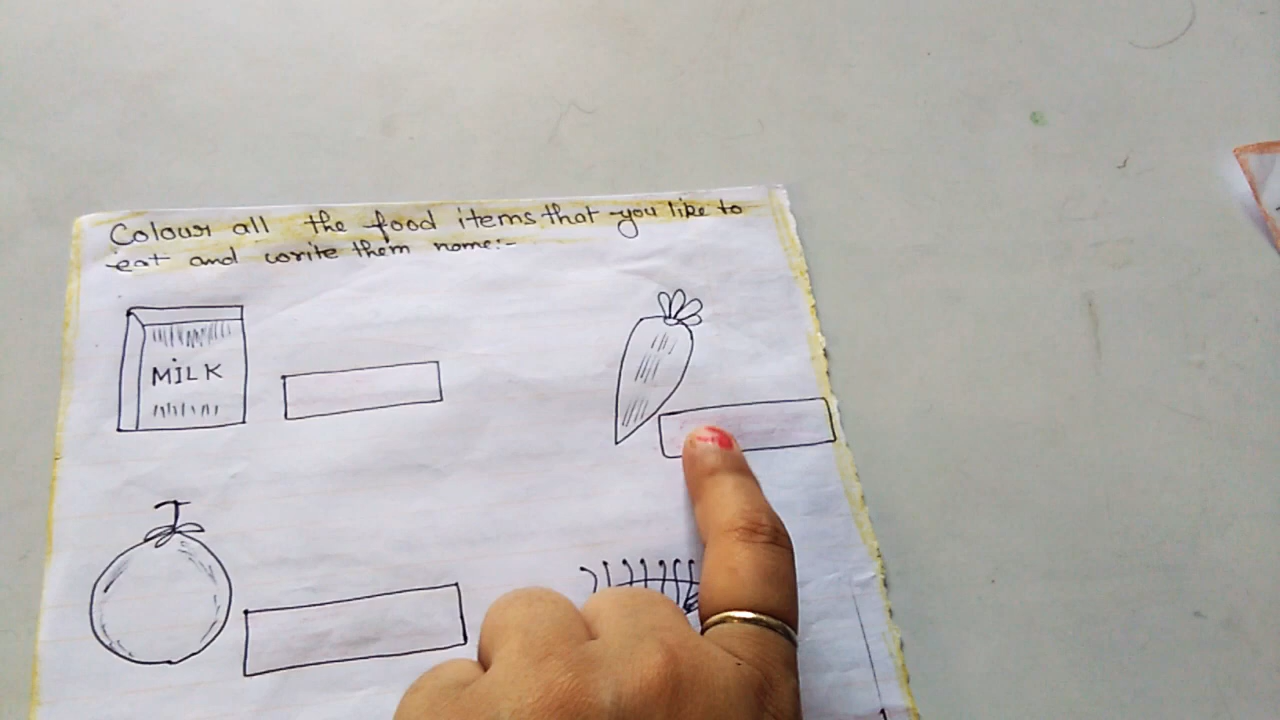 Colour all the food items that you like to
eat and write them name:-
MILK